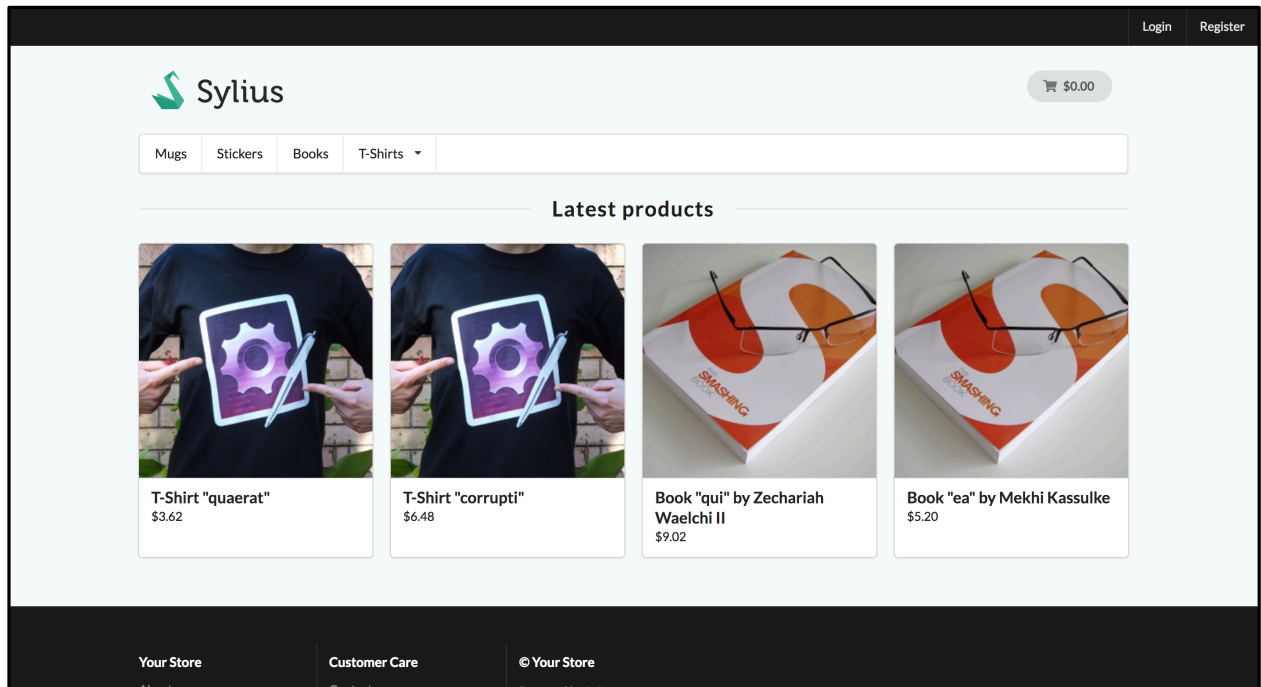 Login Register
Sylius
$0.00
Mugs Stickers Books T-Shirts
Latest products
THE
SMASHING
BOOK
THE
SMASHING
BOOK
T-Shirt "quaerat"
$3.62
T-Shirt "corrupti"
$6.48
Book "qui" by Zechariah
Waelchi II
$9.02
Book "ea" by Mekhi Kassulke
$5.20
Your Store Customer Care © Your Store